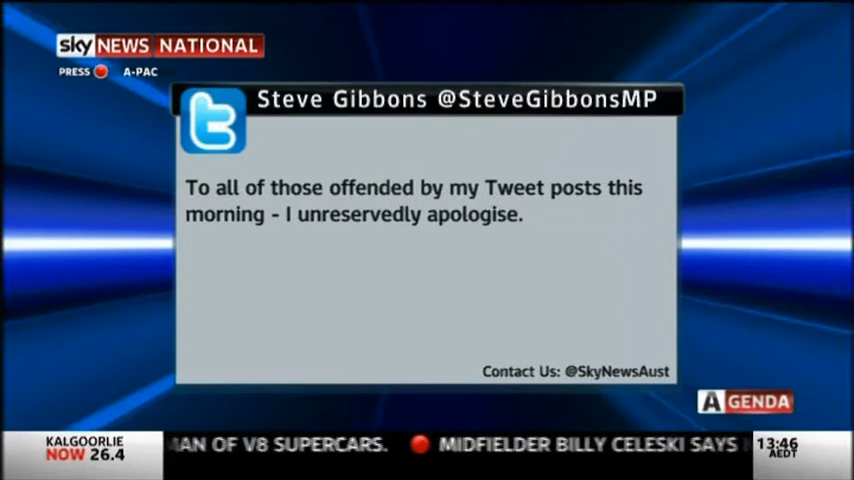 sky NEWS NATIONAL
PRESS A-PAC
Steve Gibbons @SteveGibbonsMP
To all of those offended by my Tweet posts this
morning - I unreservedly apologise.
Contact Us: @SkyNewsAust
AGENDA
KALGOORLIE
NOW 26.4
MAN OF V8 SUPERCARS. MIDFIELDER BILLY CELESKI SAYS
13:46
AEDT